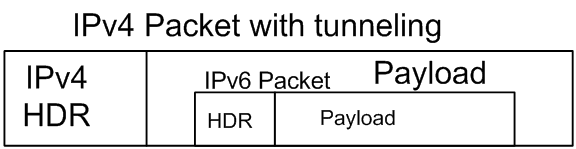 IPv4 Packet with tunneling
IPv4
HDR
IPv6 Packet
Payload
HDR
Payload